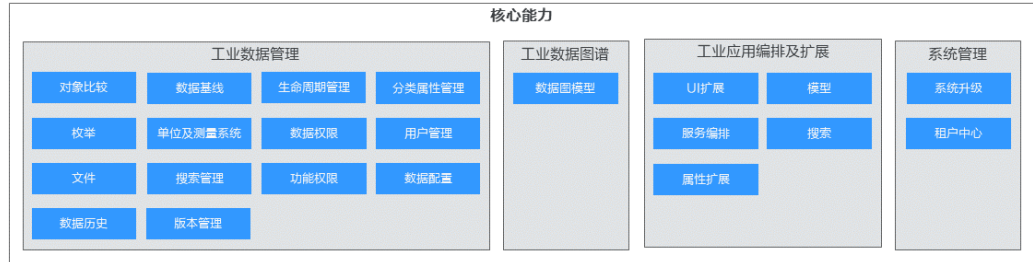 核心能力
工业数据管理
对象比较
数据基线
生命周期管理
分类属性管理
枚举
单位及测量系统
数据权限
用户管理
文件
搜索管理
功能权限
数据配置
数据历史
版本管理
工业数据图谱
数据图模型
工业应用编排及扩展
UI扩展
模型
服务编排
搜索
属性扩展
系统管理
系统升级
租户中心